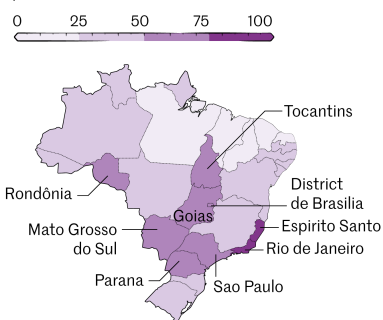 0 25 50 75 100
Tocantins
Rondônia
District
de Brasilia
Goias
Mato Grosso
do Sul
Espirito Santo
Rio de Janeiro
Parana
Sao Paulo